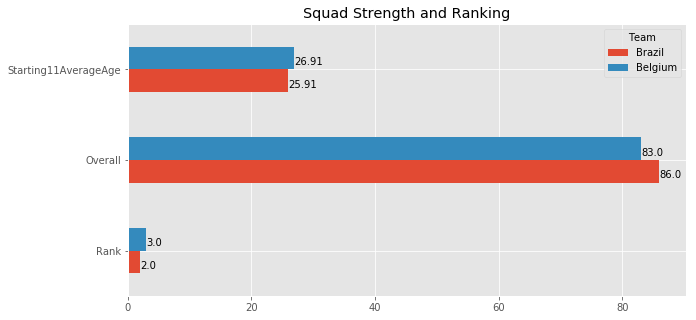 Squad Strength and Ranking
Team
Brazil
Belgium
Starting11AverageAge
26.91
25.91
Overall
83.0
86.0
Rank
3.0
2.0
0 20 40 60 80